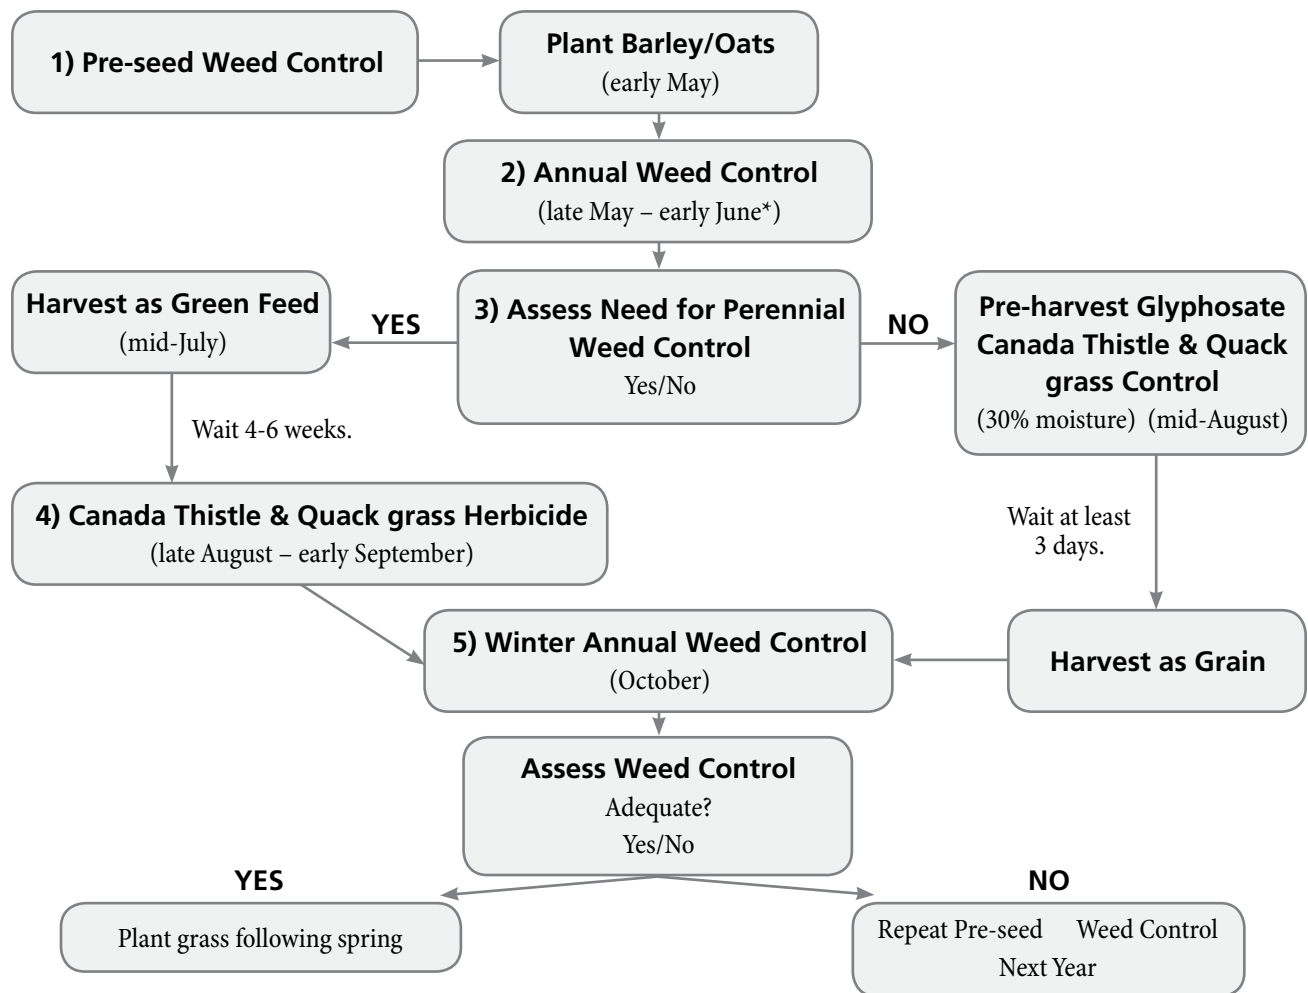 1) Pre-seed Weed Control
Plant Barley/Oats
(early May)
2) Annual Weed Control
(late May – early June*)
Harvest as Green Feed
(mid-July)
YES
3) Assess Need for Perennial
Weed Control
Yes/No
NO
Pre-harvest Glyphosate
Canada Thistle & Quack
grass Control
(30% moisture) (mid-August)
Wait 4-6 weeks.
4) Canada Thistle & Quack grass Herbicide
(late August – early September)
Wait at least
3 days.
5) Winter Annual Weed Control
(October)
Harvest as Grain
Assess Weed Control
Adequate?
Yes/No
YES
Plant grass following spring
NO
Repeat Pre-seed Weed Control
Next Year